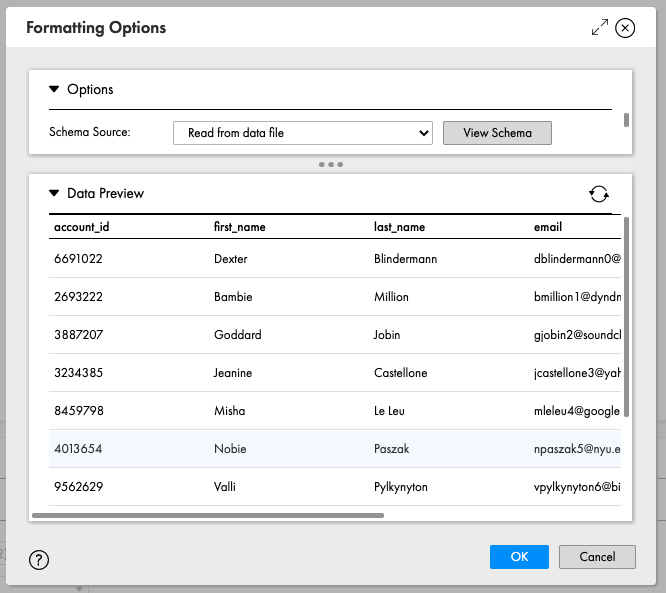 Formatting Options
Options
Schema Source: Read from data file View Schema
Data Preview
account_id first_name last_name email
6691022 Dexter Blindermann dblindermann0@
2693222 Bambie Million bmillion1@dyndn
3887207 Goddard Jobin gjobin2@soundcl
3234385 Jeanine Castellone jcastellone3@yah
8459798 Misha Le Leu mleleu4@google
4013654 Nobie Paszak npaszak5@nyu.e
9562629 Valli Pylkynyton vpylkynyton6@bi
? OK Cancel